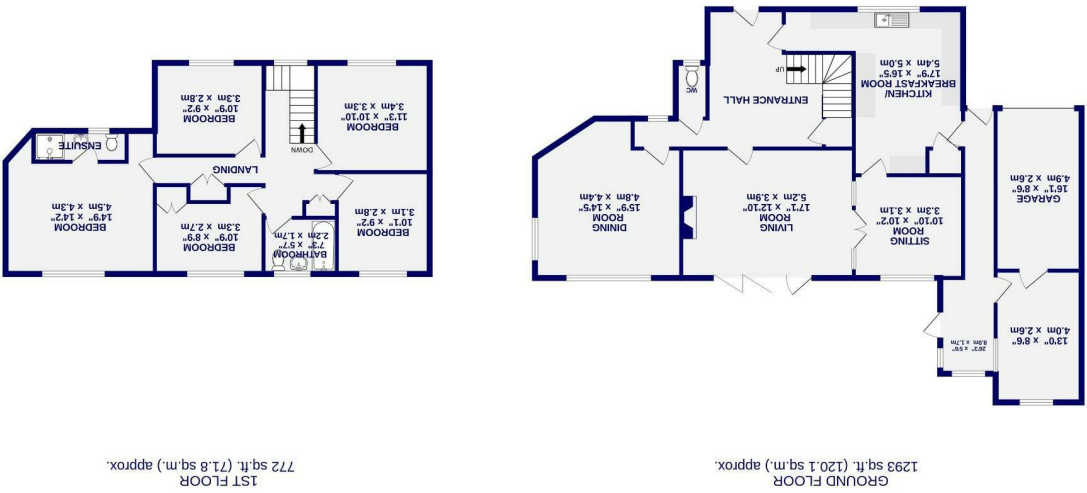 GROUND FLOOR
1293 sq.ft. (120.1 sq.m.) approx.
13'0" x 8'6"
4.0m x 2.6m
26'3" x 5'6"
8.0m x 1.7m
SITTING
ROOM
10'10" x 10'2"
3.3m x 3.1m
LIVING
ROOM
17'1" x 12'10"
5.2m x 3.9m
DINING
ROOM
15'9" x 14'5"
4.8m x 4.4m
GARAGE
16'1" x 8'6"
4.9m x 2.6m
KITCHEN/
BREAKFAST ROOM
17'9" x 16'5"
5.4m x 5.0m
ENTRANCE HALL
UP
WC
1ST FLOOR
772 sq.ft. (71.8 sq.m.) approx.
BEDROOM
10'1" x 9'2"
3.1m x 2.8m
BATHROOM
7'3" x 5'7"
2.2m x 1.7m
BEDROOM
10'9" x 8'9"
3.3m x 2.7m
BEDROOM
14'9" x 14'2"
4.5m x 4.3m
LANDING
DOWN
ENSUITE
BEDROOM
11'3" x 10'10"
3.4m x 3.3m
BEDROOM
10'9" x 9'2"
3.3m x 2.8m